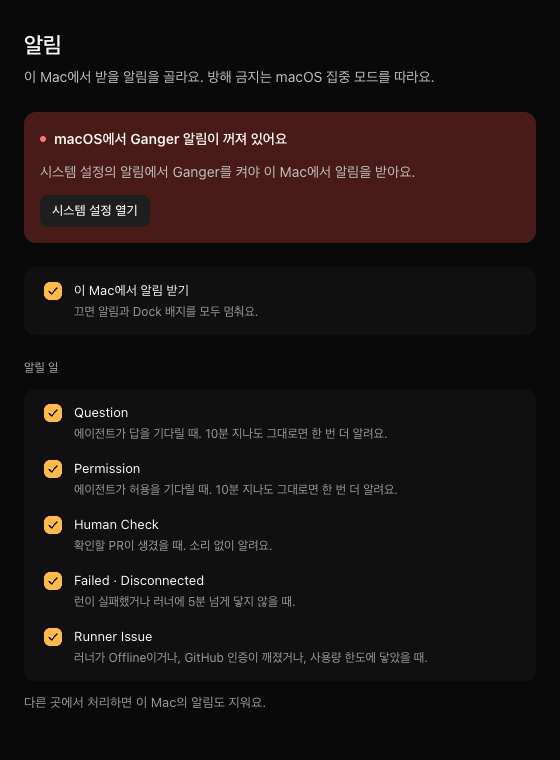 알림
이 Mac에서 받을 알림을 골라요. 방해 금지는 macOS 집중 모드를 따라요.
macOS에서 Ganger 알림이 꺼져 있어요
시스템 설정의 알림에서 Ganger를 켜야 이 Mac에서 알림을 받아요.
시스템 설정 열기
이 Mac에서 알림 받기
끄면 알림과 Dock 배지를 모두 멈춰요.
알릴 일
Question
에이전트가 답을 기다릴 때. 10분 지나도 그대로면 한 번 더 알려요.
Permission
에이전트가 허용을 기다릴 때. 10분 지나도 그대로면 한 번 더 알려요.
Human Check
확인할 PR이 생겼을 때. 소리 없이 알려요.
Failed · Disconnected
런이 실패했거나 러너에 5분 넘게 닿지 않을 때.
Runner Issue
러너가 Offline이거나, GitHub 인증이 깨졌거나, 사용량 한도에 닿았을 때.
다른 곳에서 처리하면 이 Mac의 알림도 지워요.